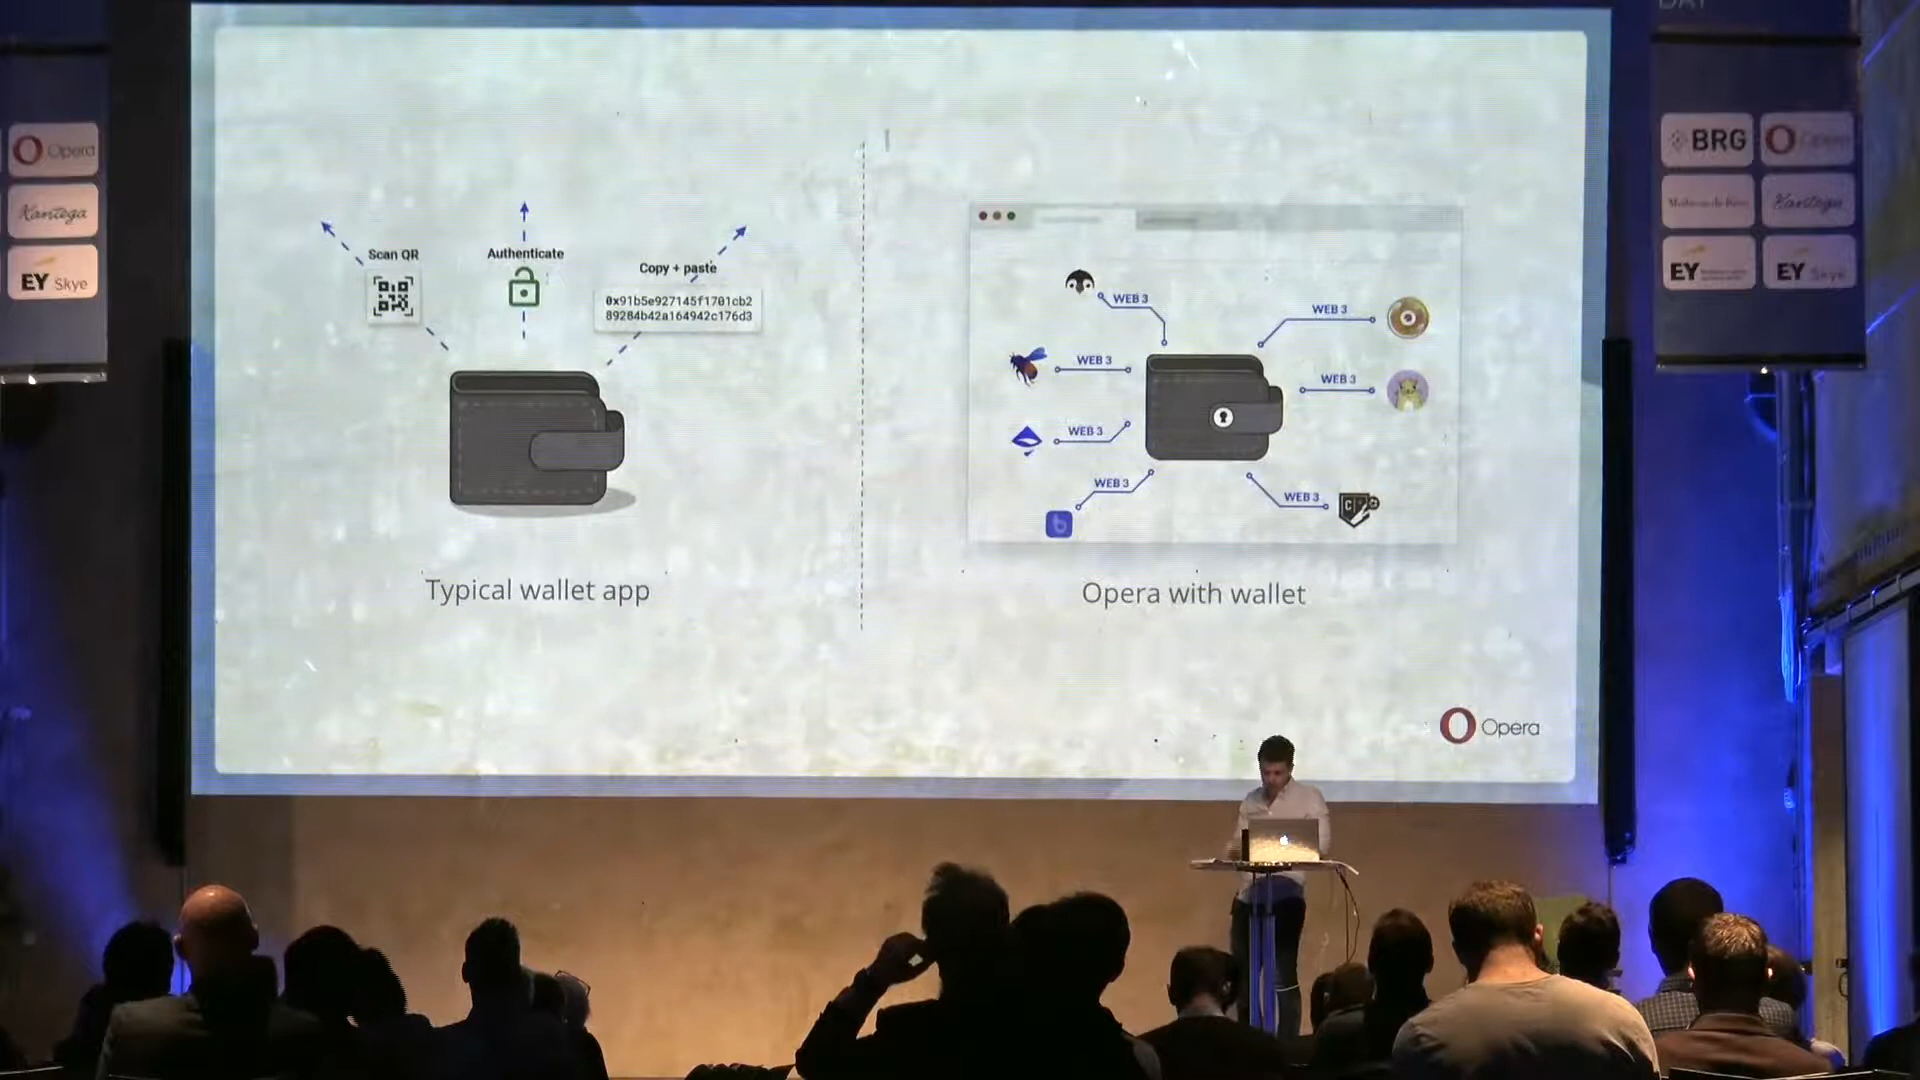 DAY
Opera
Kantega
EY Skye
BRG
Opera
Kantega
EY
EY Skye
Scan QR
Authenticate
Copy + paste
0x91b5e927145f1701cb2
89284b42a164942c176d3
Typical wallet app
WEB 3
WEB 3
WEB 3
WEB 3
WEB 3
WEB 3
WEB 3
Opera with wallet
Opera